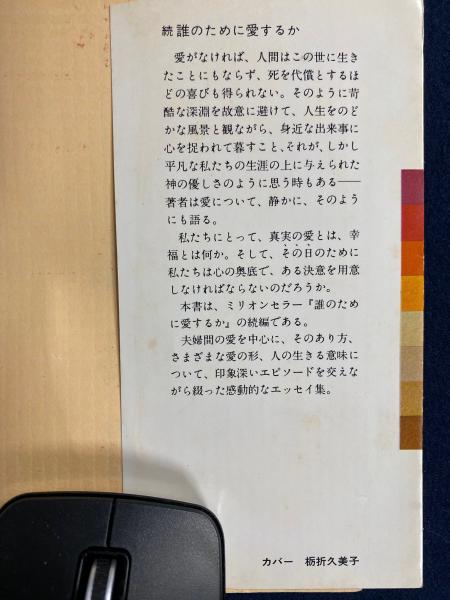 続 誰のために愛するか
愛がなければ、人間はこの世に生き
たことにもならず、死を代償とするほ
どの喜びも得られない。そのように苛
酷な深淵を故意に避けて、人生をのど
かな風景と観ながら、身近な出来事に
心を捉われて暮すこと、それが、しかし
平凡な私たちの生涯の上に与えられた
神の優しさのように思う時もある――
著者は愛について、静かに、そのよう
にも語る。
私たちにとって、真実の愛とは、幸
福とは何か。そして、その日のために
私たちは心の奥底で、ある決意を用意
しなければならないのだろうか。
本書は、ミリオンセラー『誰のため
に愛するか』の続編である。
夫婦間の愛を中心に、そのあり方、
さまざまな愛の形、人の生きる意味に
ついて、印象深いエピソードを交えな
がら綴った感動的なエッセイ集。
カバー 栃折久美子